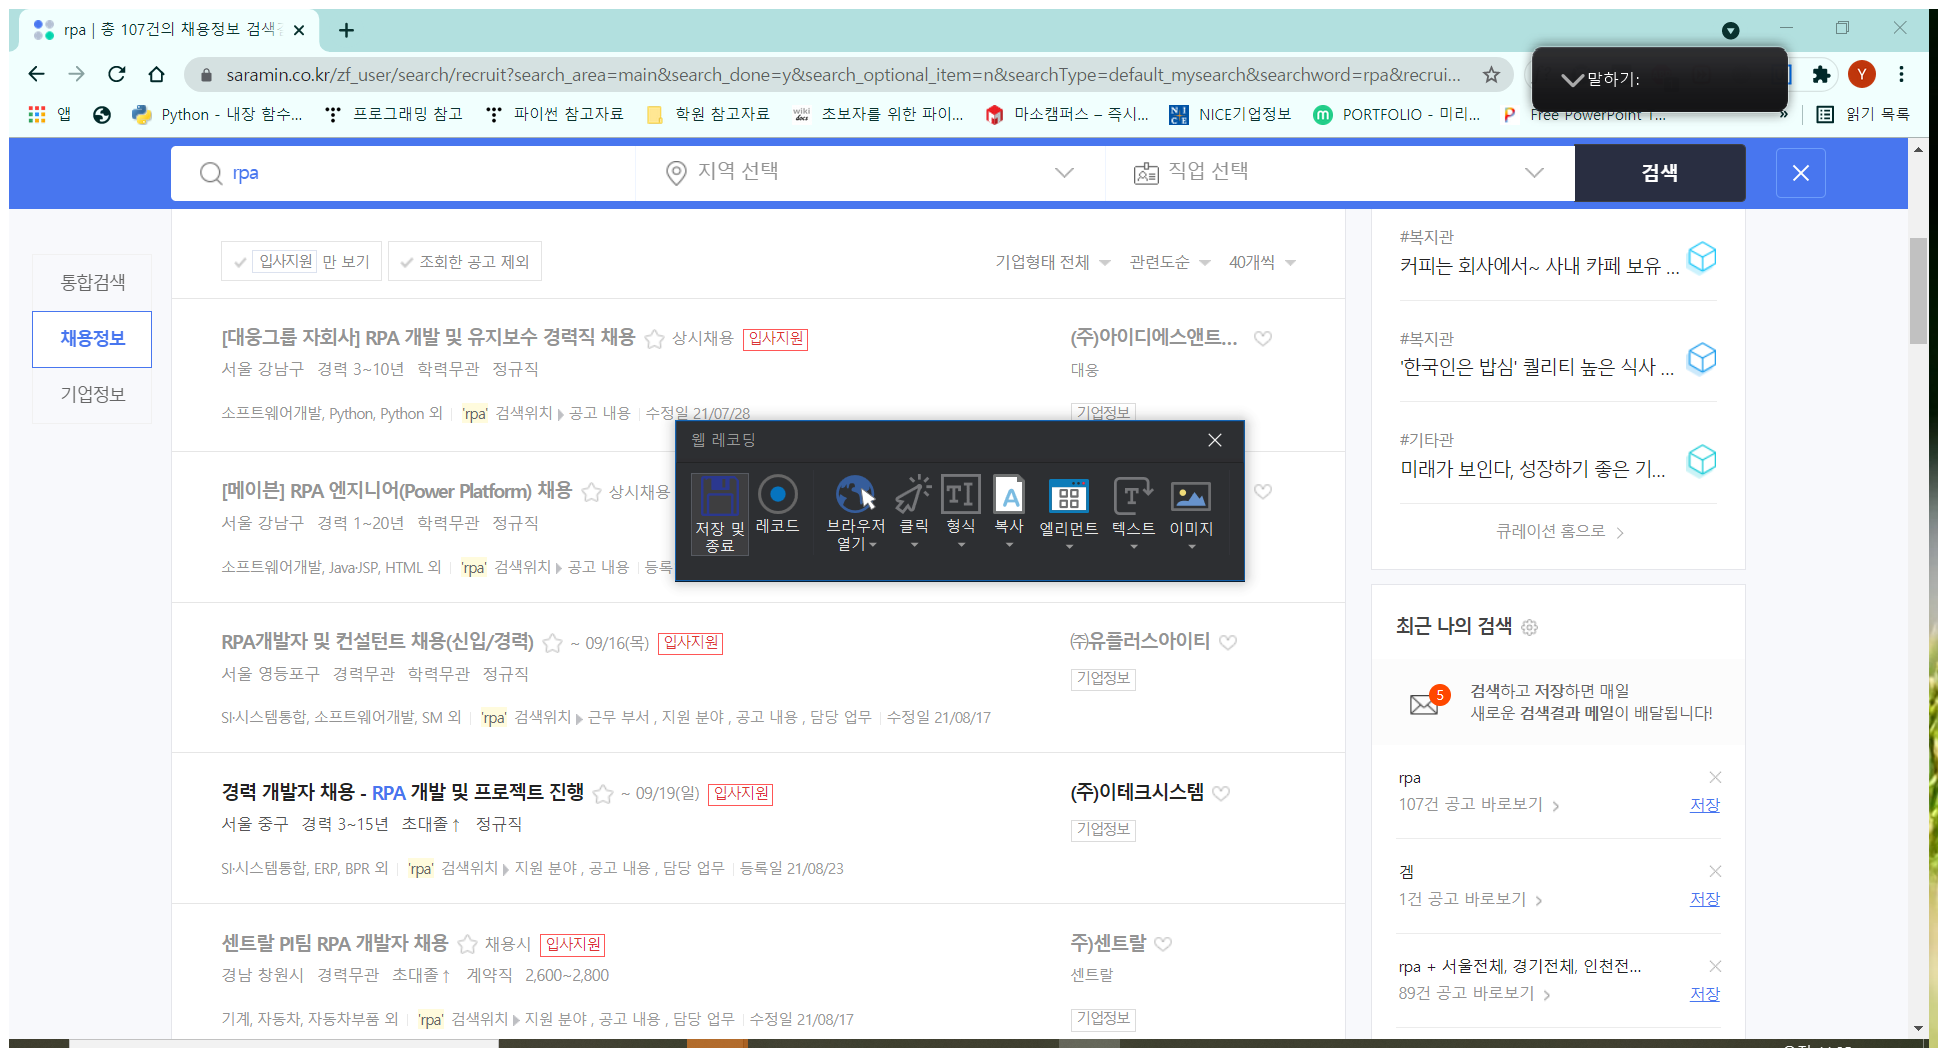 rpa | 총 107건의 채용정보 검색
saramin.co.kr/zf_user/search/recruit?search_area=main&search_done=y&search_optional_item=n&searchType=default_mysearch&searchword=rpa&recrui...
말하기:
Y
앱
Python - 내장 함수...
프로그래밍 참고
파이썬 참고자료
학원 참고자료
wiki docs
초보자를 위한 파이...
마소캠퍼스 – 즉시...
NICE
NICE기업정보
m
PORTFOLIO - 미리...
P
Free PowerPoint T...
»
읽기 목록
rpa
지역 선택
직업 선택
검색
통합검색
채용정보
기업정보
입사지원 만 보기
조회한 공고 제외
기업형태 전체
관련도순
40개씩
[대웅그룹 자회사] RPA 개발 및 유지보수 경력직 채용 상시채용 입사지원
(주)아이디에스앤트...
서울 강남구 경력 3~10년 학력무관 정규직
대웅
소프트웨어개발, Python, Python 외 'rpa' 검색위치 공고 내용 수정일 21/07/28
기업정보
[메이븐] RPA 엔지니어(Power Platform) 채용 상시채용
서울 강남구 경력 1~20년 학력무관 정규직
소프트웨어개발, Java·JSP, HTML 외 'rpa' 검색위치 공고 내용 등록
웹 레코딩
저장 및 종료
레코드
브라우저 열기
클릭
형식
복사
엘리먼트
텍스트
이미지
RPA개발자 및 컨설턴트 채용(신입/경력) ~ 09/16(목) 입사지원
㈜유플러스아이티
서울 영등포구 경력무관 학력무관 정규직
기업정보
SI·시스템통합, 소프트웨어개발, SM 외 'rpa' 검색위치 근무 부서 , 지원 분야 , 공고 내용 , 담당 업무 수정일 21/08/17
경력 개발자 채용 - RPA 개발 및 프로젝트 진행 ~ 09/19(일) 입사지원
(주)이테크시스템
서울 중구 경력 3~15년 초대졸↑ 정규직
기업정보
SI·시스템통합, ERP, BPR 외 'rpa' 검색위치 지원 분야 , 공고 내용 , 담당 업무 등록일 21/08/23
센트랄 PI팀 RPA 개발자 채용 채용시 입사지원
주)센트랄
경남 창원시 경력무관 초대졸↑ 계약직 2,600~2,800
센트랄
기계, 자동차, 자동차부품 외 'rpa' 검색위치 지원 분야 , 공고 내용 , 담당 업무 수정일 21/08/17
기업정보
#복지관
커피는 회사에서~ 사내 카페 보유 ...
#복지관
'한국인은 밥심' 퀄리티 높은 식사 ...
#기타관
미래가 보인다, 성장하기 좋은 기...
큐레이션 홈으로
최근 나의 검색
5
검색하고 저장하면 매일
새로운 검색결과 메일이 배달됩니다!
rpa
107건 공고 바로보기
저장
겜
1건 공고 바로보기
저장
rpa + 서울전체, 경기전체, 인천전...
89건 공고 바로보기
저장